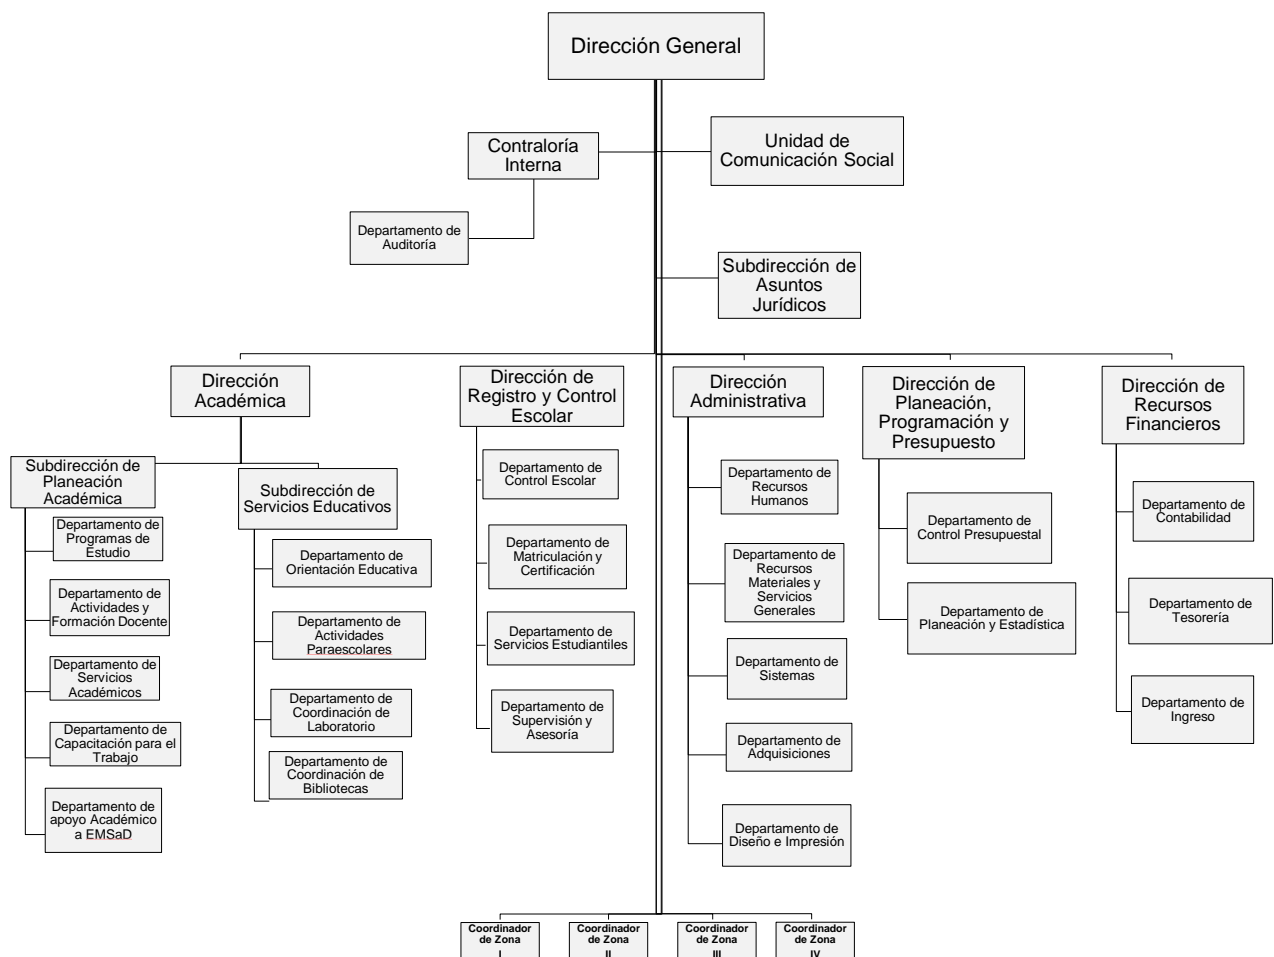 Dirección General
Contraloría
Interna
Unidad de
Comunicación Social
Departamento de
Auditoría
Subdirección de
Asuntos
Jurídicos
Dirección
Académica
Dirección de
Registro y Control
Escolar
Dirección
Administrativa
Dirección de
Planeación,
Programación y
Presupuesto
Dirección de
Recursos
Financieros
Subdirección de
Planeación
Académica
Departamento de
Programas de
Estudio
Departamento de
Actividades y
Formación Docente
Departamento de
Servicios
Académicos
Departamento de
Capacitación para el
Trabajo
Departamento de
apoyo Académico
a EMSaD
Subdirección de
Servicios Educativos
Departamento de
Orientación Educativa
Departamento de
Actividades
Paraescolares
Departamento de
Coordinación de
Laboratorio
Departamento de
Coordinación de
Bibliotecas
Departamento de
Control Escolar
Departamento de
Matriculación y
Certificación
Departamento de
Servicios Estudiantiles
Departamento de
Supervisión y
Asesoría
Departamento de
Recursos
Humanos
Departamento de
Recursos
Materiales y
Servicios
Generales
Departamento de
Sistemas
Departamento de
Adquisiciones
Departamento de
Diseño e Impresión
Departamento de
Control Presupuestal
Departamento de
Planeación y Estadística
Departamento de
Contabilidad
Departamento de
Tesorería
Departamento de
Ingreso
Coordinador
de Zona
I
Coordinador
de Zona
II
Coordinador
de Zona
III
Coordinador
de Zona
IV